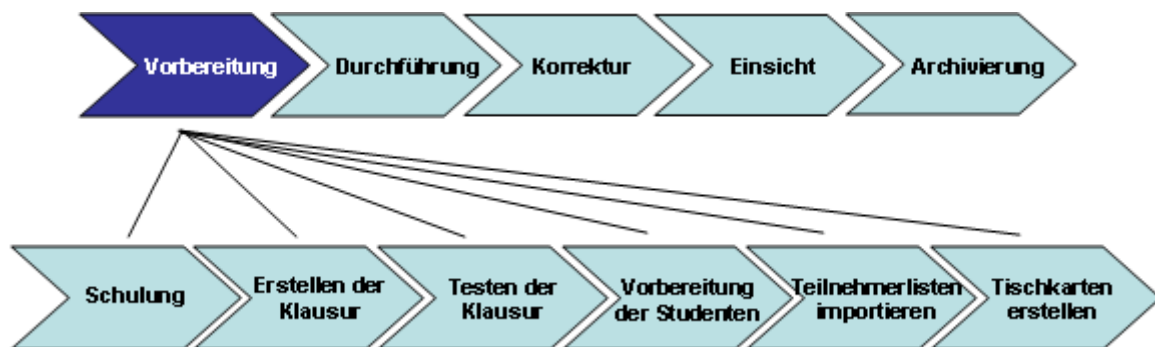 Vorbereitung
Durchführung
Korrektur
Einsicht
Archivierung
Schulung
Erstellen der
Klausur
Testen der
Klausur
Vorbereitung
der Studenten
Teilnehmerlisten
importieren
Tischkarten
erstellen